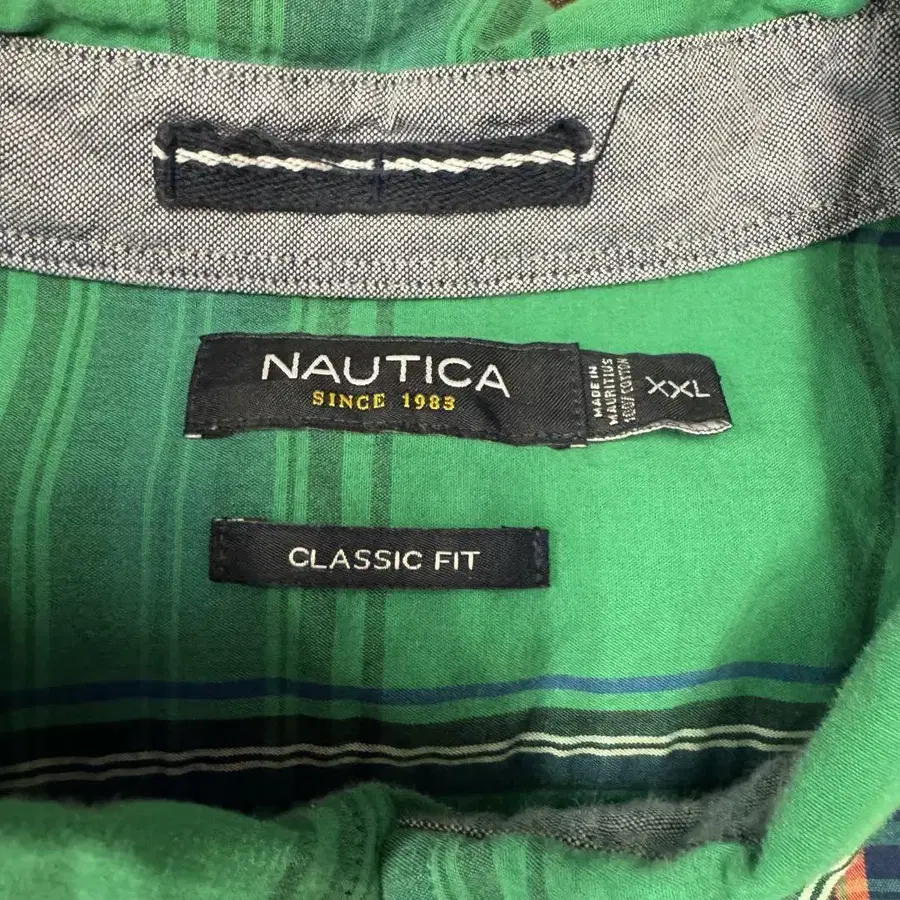 NAUTICA
SINCE 1983
MADE IN
MAURITIUS
100% COTTON
XXL
CLASSIC FIT